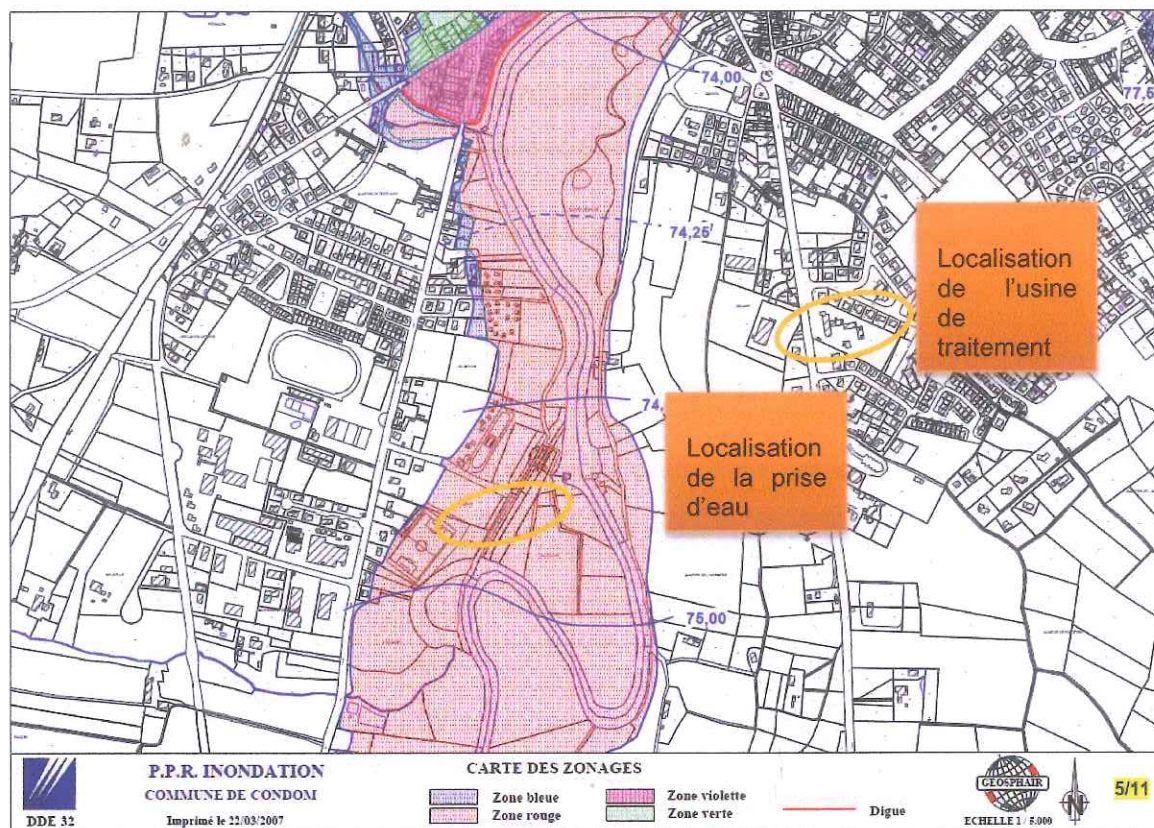 74,00
77,5
74,25
Localisation
de l'usine
de
traitement
74,
Localisation
de la prise
d'eau
75,00
P.P.R. INONDATION
COMMUNE DE CONDOM
DDE 32
Imprimé le 22/03/2007
CARTE DES ZONAGES
Zone bleue
Zone rouge
Zone violette
Zone verte
Digue
GEOSPHAIR
N
ECHELLE 1 / 5.000
5/11